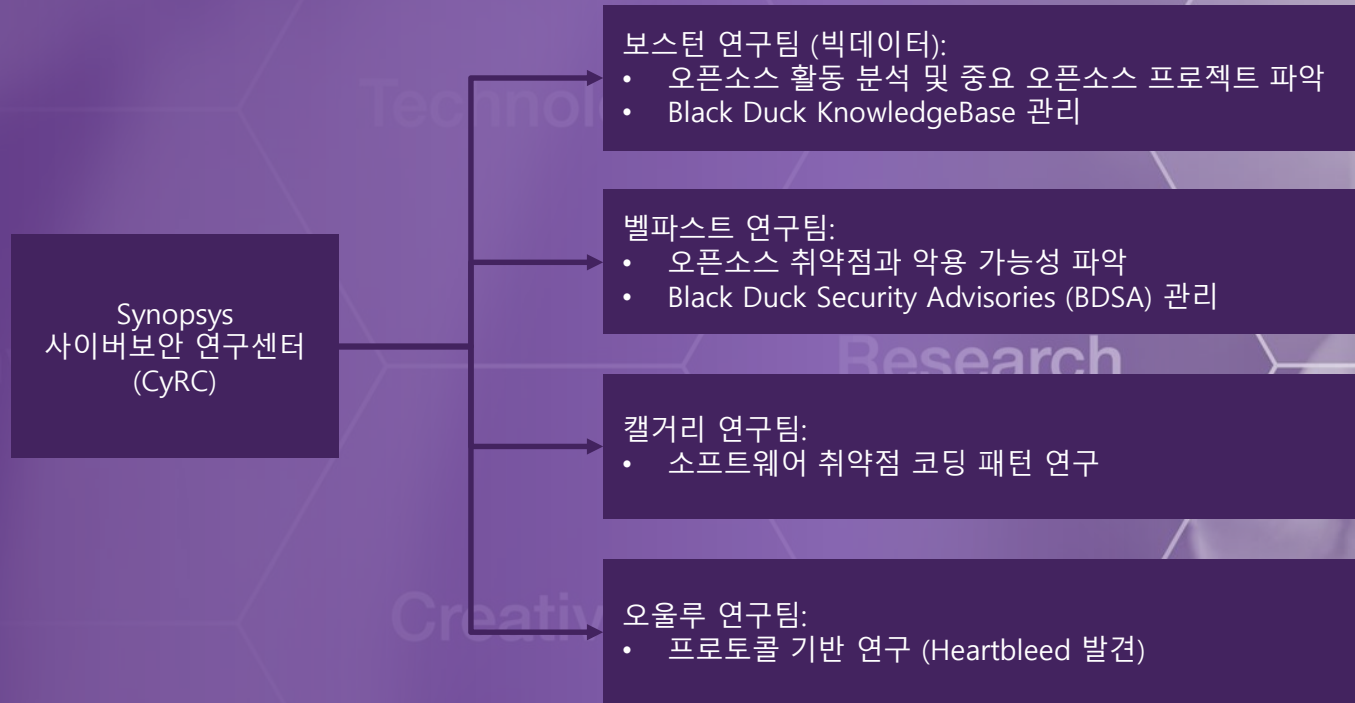 Synopsys
사이버보안 연구센터
(CyRC)
보스턴 연구팀 (빅데이터):
• 오픈소스 활동 분석 및 중요 오픈소스 프로젝트 파악
• Black Duck KnowledgeBase 관리
벨파스트 연구팀:
• 오픈소스 취약점과 악용 가능성 파악
• Black Duck Security Advisories (BDSA) 관리
Research
캘거리 연구팀:
• 소프트웨어 취약점 코딩 패턴 연구
오울루 연구팀:
• 프로토콜 기반 연구 (Heartbleed 발견)